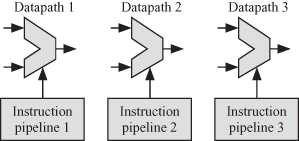 Datapath 1
Datapath 2
Datapath 3
Instruction
pipeline 1
Instruction
pipeline 2
Instruction
pipeline 3